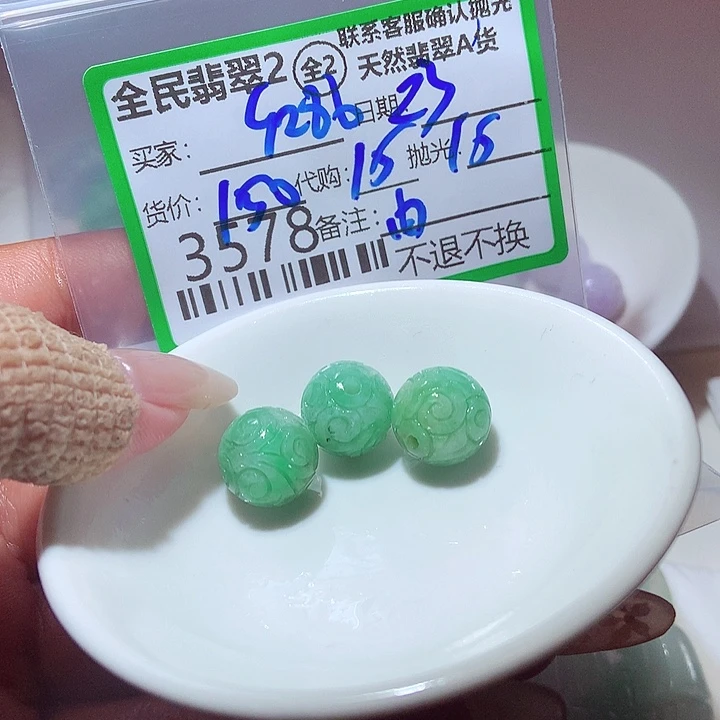 联系客服确认抛光
全民翡翠2 全2 天然翡翠A货
买家: 4286 日期: 23
货价: 150 代购: 15 抛光: 15
3578 备注:
不退不换